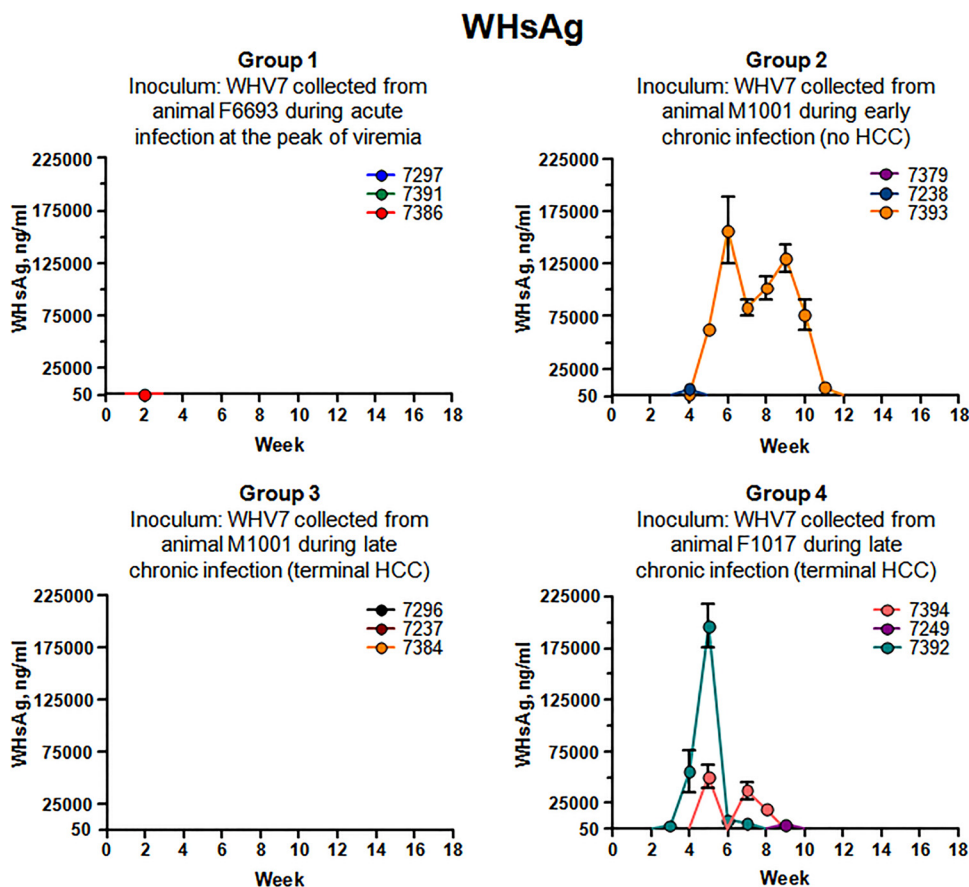 WHsAg
Group 1
Inoculum: WHV7 collected from
animal F6693 during acute
infection at the peak of viremia
225000
175000
125000
75000
25000
50
WHsAg, ng/ml
7297
7391
7386
0 2 4 6 8 10 12 14 16 18
Week
Group 2
Inoculum: WHV7 collected from
animal M1001 during early
chronic infection (no HCC)
225000
175000
125000
75000
25000
50
WHsAg, ng/ml
7379
7238
7393
0 2 4 6 8 10 12 14 16 18
Week
Group 3
Inoculum: WHV7 collected from
animal M1001 during late
chronic infection (terminal HCC)
225000
175000
125000
75000
25000
50
WHsAg, ng/ml
7296
7237
7384
0 2 4 6 8 10 12 14 16 18
Week
Group 4
Inoculum: WHV7 collected from
animal F1017 during late
chronic infection (terminal HCC)
225000
175000
125000
75000
25000
50
WHsAg, ng/ml
7394
7249
7392
0 2 4 6 8 10 12 14 16 18
Week